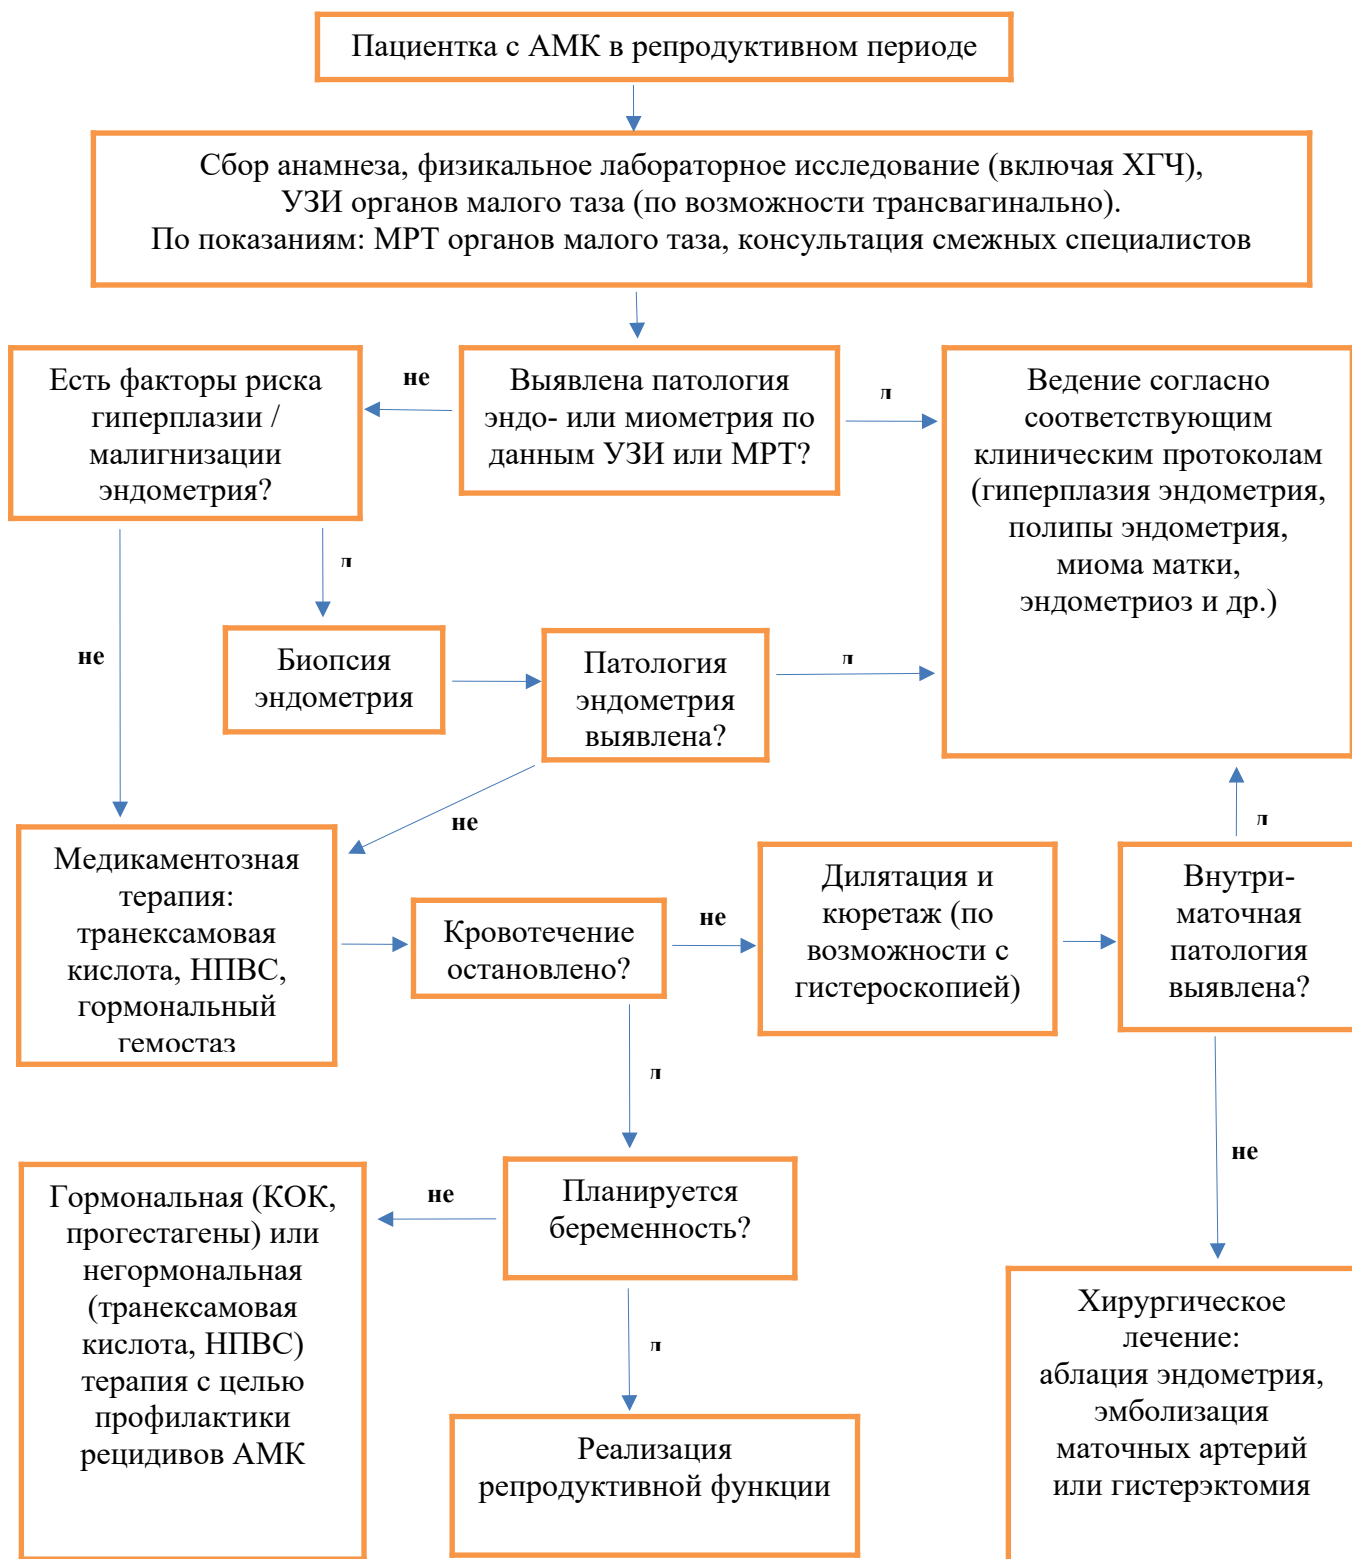 Пациентка с АМК в репродуктивном периоде
Сбор анамнеза, физикальное лабораторное исследование (включая ХГЧ),
УЗИ органов малого таза (по возможности трансвагинально).
По показаниям: МРТ органов малого таза, консультация смежных специалистов
Есть факторы риска
гиперплазии /
малигнизации
эндометрия?
не
Выявлена патология
эндо- или миометрия по
данным УЗИ или МРТ?
Ведение согласно
соответствующим
клиническим протоколам
(гиперплазия эндометрия,
полипы эндометрия,
миома матки,
эндометриоз и др.)
не
Биопсия
эндометрия
Патология
эндометрия
выявлена?
не
Медикаментозная
терапия:
транексамовая
кислота, НПВС,
гормональный
гемостаз
Кровотечение
остановлено?
не
Дилятация и
кюретаж (по
возможности с
гистероскопией)
Внутри-
маточная
патология
выявлена?
не
Гормональная (КОК,
прогестагены) или
негормональная
(транексамовая
кислота, НПВС)
терапия с целью
профилактики
рецидивов АМК
не
Планируется
беременность?
Реализация
репродуктивной функции
Хирургическое
лечение:
аблация эндометрия,
эмболизация
маточных артерий
или гистерэктомия